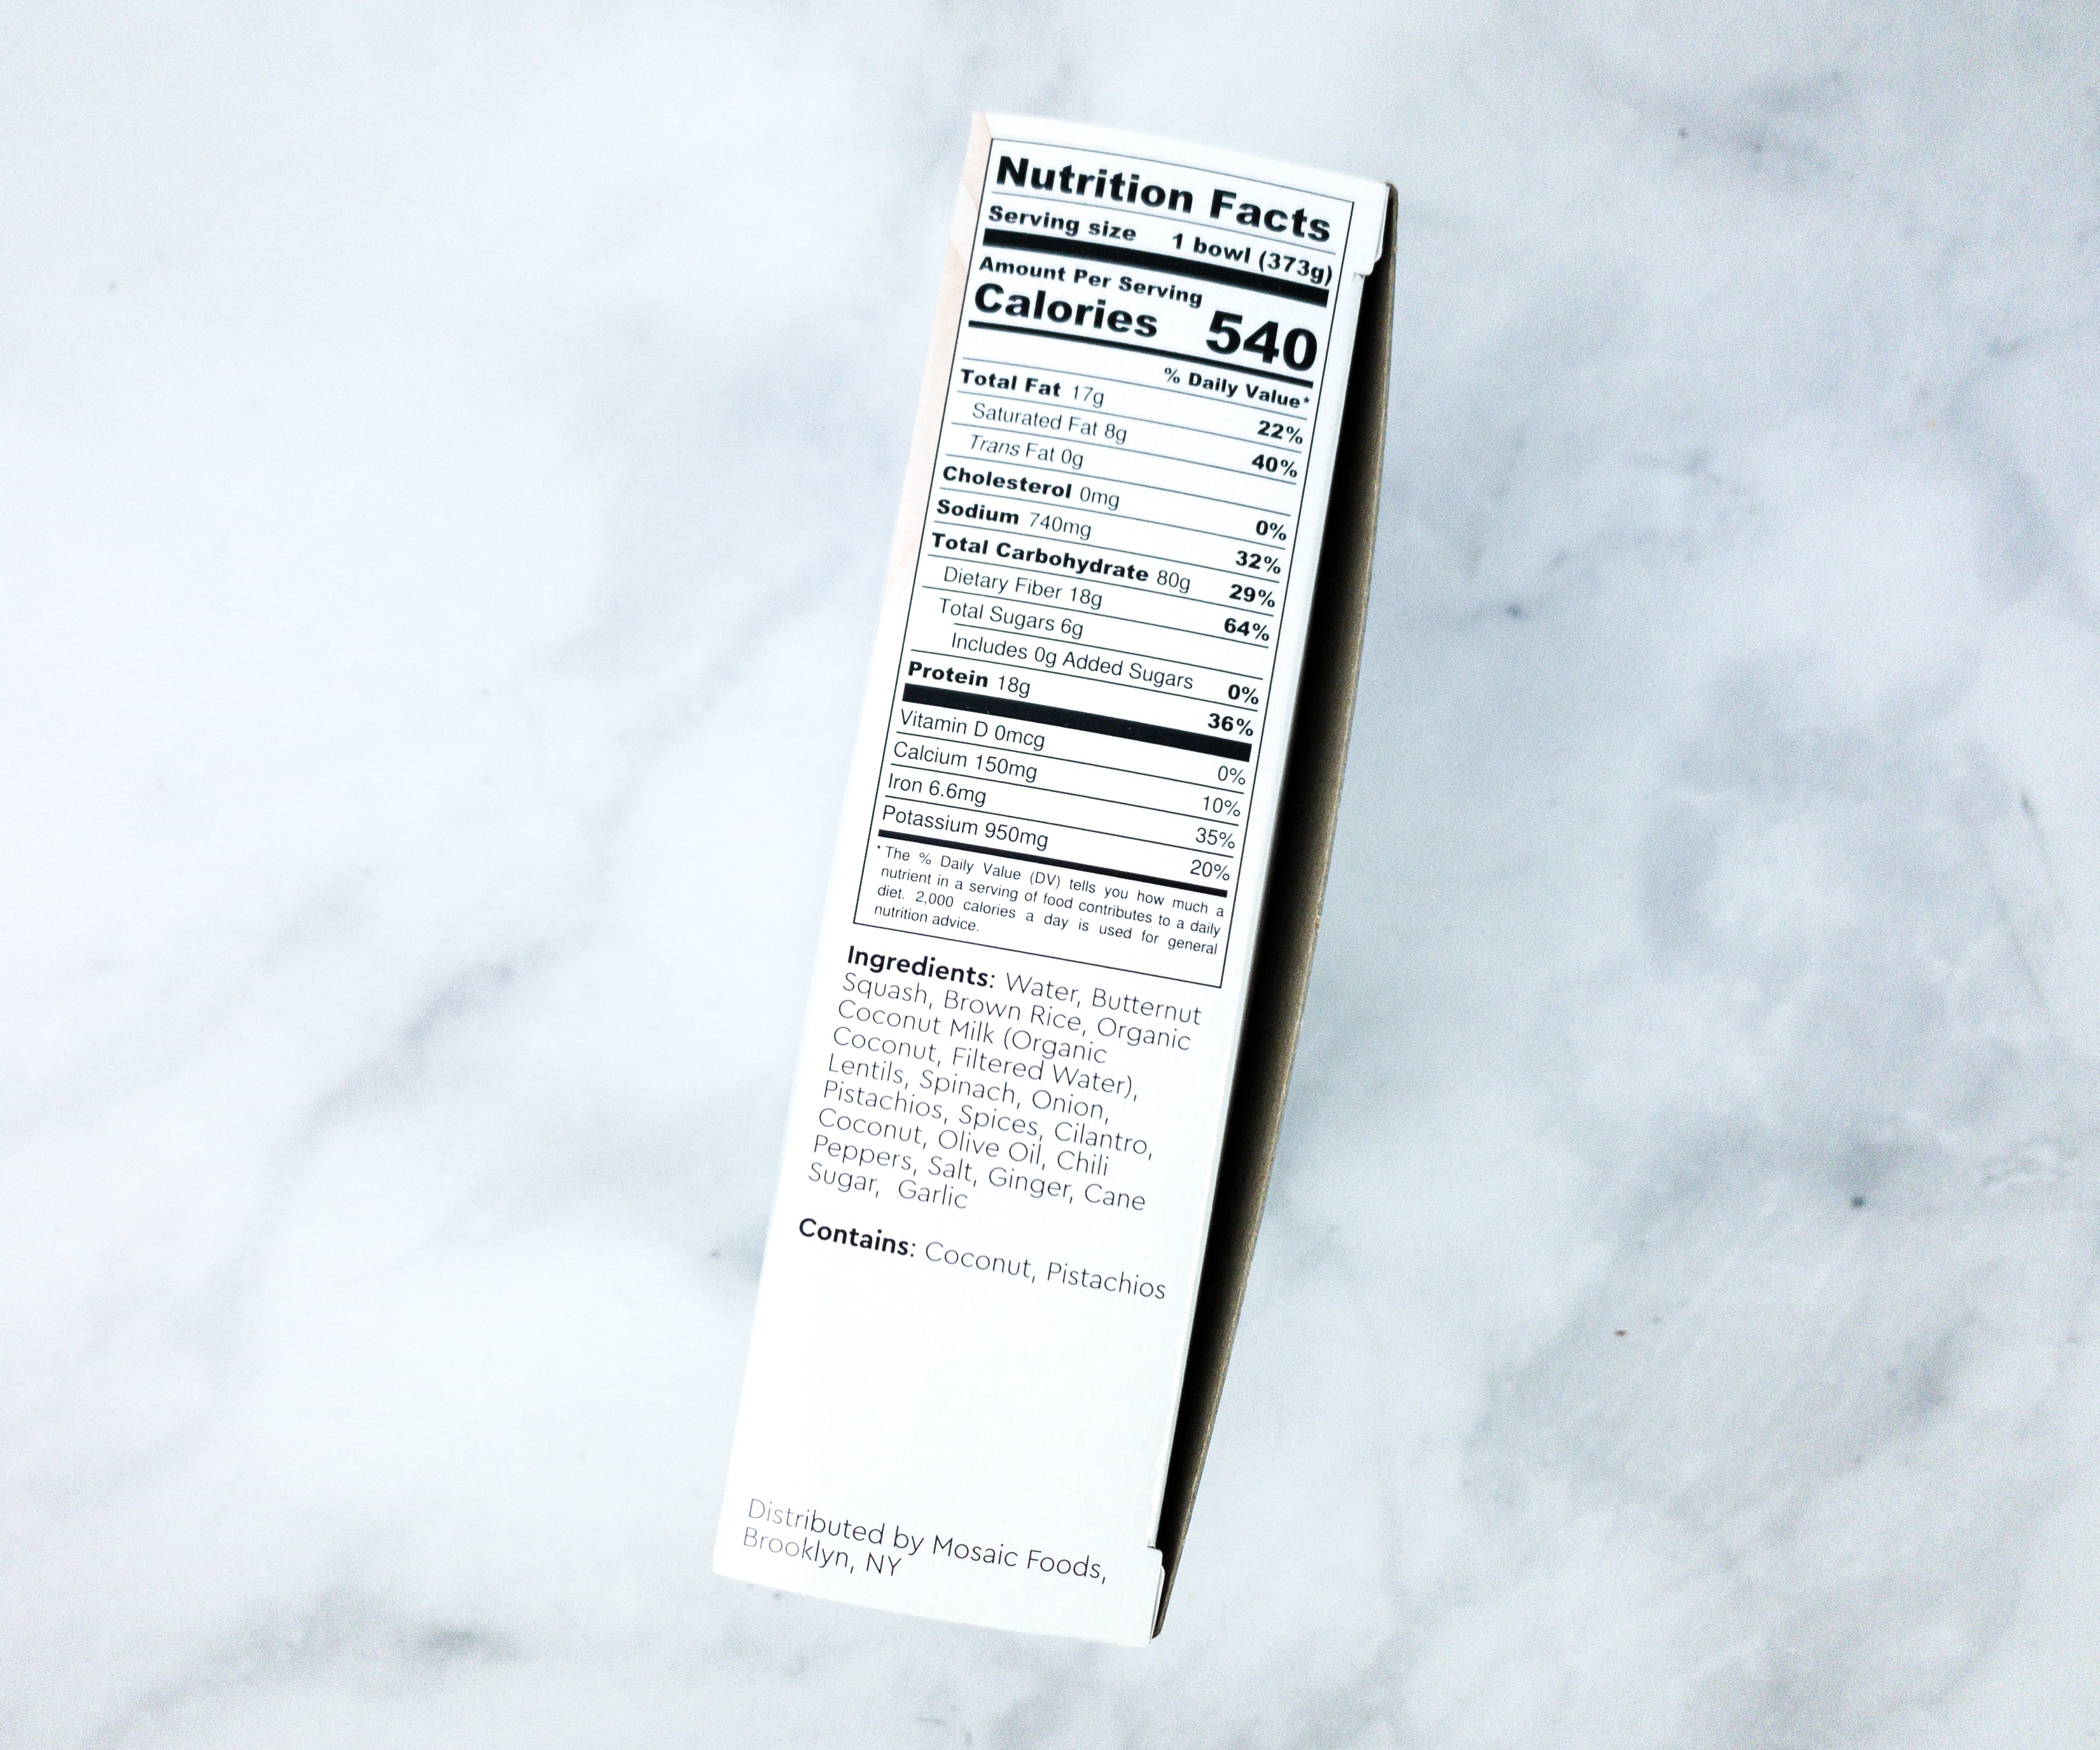 Nutrition Facts
Serving size 1 bowl (373g)
Amount Per Serving
Calories 540
% Daily Value*
Total Fat 17g 22%
Saturated Fat 8g 40%
Trans Fat 0g
Cholesterol 0mg 0%
Sodium 740mg 32%
Total Carbohydrate 80g 29%
Dietary Fiber 18g 64%
Total Sugars 6g
Includes 0g Added Sugars 0%
Protein 18g 36%
Vitamin D 0mcg 0%
Calcium 150mg 10%
Iron 6.6mg 35%
Potassium 950mg 20%
* The % Daily Value (DV) tells you how much a
nutrient in a serving of food contributes to a daily
diet. 2,000 calories a day is used for general
nutrition advice.
Ingredients: Water, Butternut
Squash, Brown Rice, Organic
Coconut Milk (Organic
Coconut, Filtered Water),
Lentils, Spinach, Onion,
Pistachios, Spices, Cilantro,
Coconut, Olive Oil, Chili
Peppers, Salt, Ginger, Cane
Sugar, Garlic
Contains: Coconut, Pistachios
Distributed by Mosaic Foods,
Brooklyn, NY